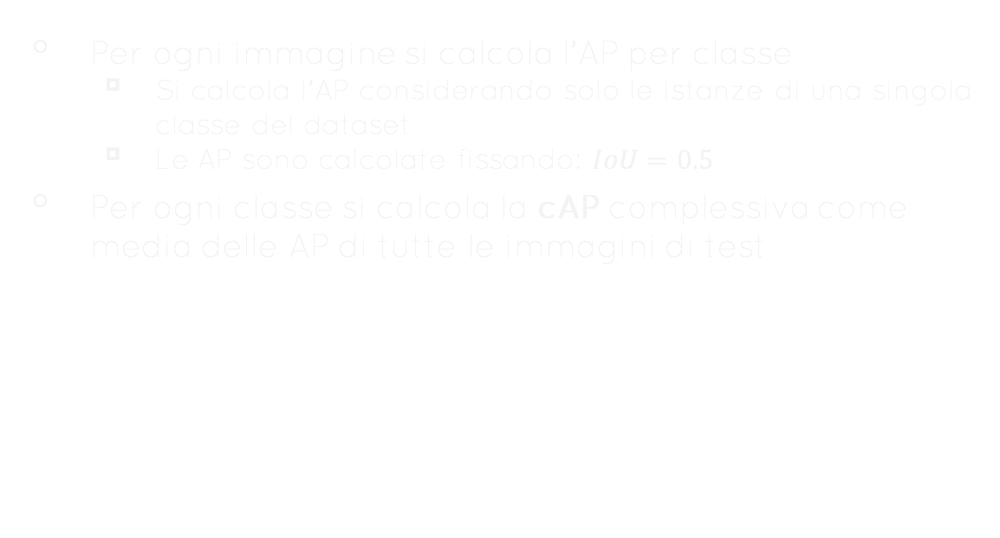 Per ogni immagine si calcola l'AP per classe
Si calcola l'AP considerando solo le istanze di una singola
classe del dataset
Le AP sono calcolate fissando: IoU = 0.5
Per ogni classe si calcola la cAP complessiva come
media delle AP di tutte le immagini di test